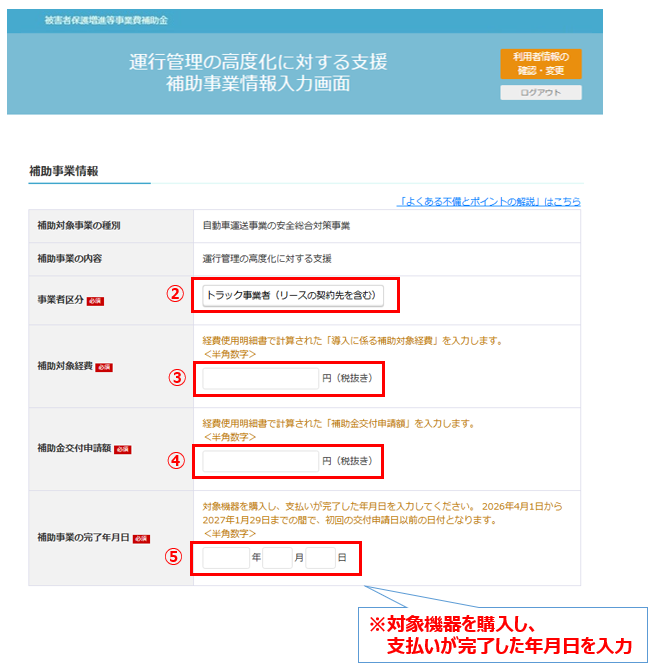 被害者保護増進等事業費補助金
運行管理の高度化に対する支援
補助事業情報入力画面
利用者情報の
確認・変更
ログアウト
補助事業情報
「よくある不備とポイントの解説」はこちら
補助対象事業の種別
自動車運送事業の安全総合対策事業
補助事業の内容
運行管理の高度化に対する支援
事業者区分 必須
② トラック事業者（リースの契約先を含む）
経費使用明細書で計算された「導入に係る補助対象経費」を入力します。
＜半角数字＞
補助対象経費 必須
③ 円（税抜き）
経費使用明細書で計算された「補助金交付申請額」を入力します。
＜半角数字＞
補助金交付申請額 必須
④ 円（税抜き）
対象機器を購入し、支払いが完了した年月日を入力してください。 2026年4月1日から
2027年1月29日までの間で、初回の交付申請日以前の日付となります。
＜半角数字＞
補助事業の完了年月日 必須
⑤ 年 月 日
※対象機器を購入し、
支払いが完了した年月日を入力